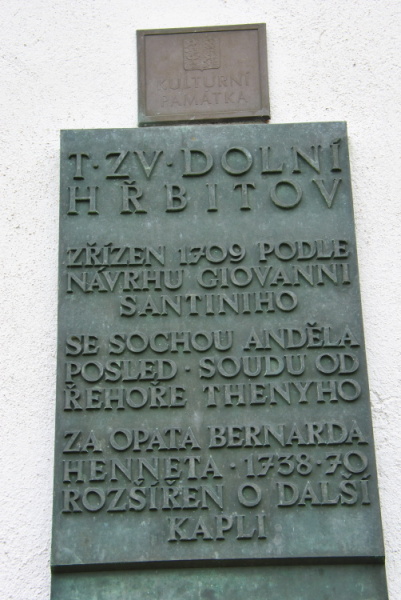 KULTURNÍ
PAMÁTKA
T·ZV·DOLNÍ
HŘBITOV
ZŘÍZEN 1709 PODLE
NÁVRHU GIOVANNI
SANTINIHO
SE SOCHOU ANDĚLA
POSLED·SOUDU OD
ŘEHOŘE THENYHO
ZA OPATA BERNARDA
HENNETA·1738-70
ROZŠÍŘEN O DALŠÍ
KAPLI